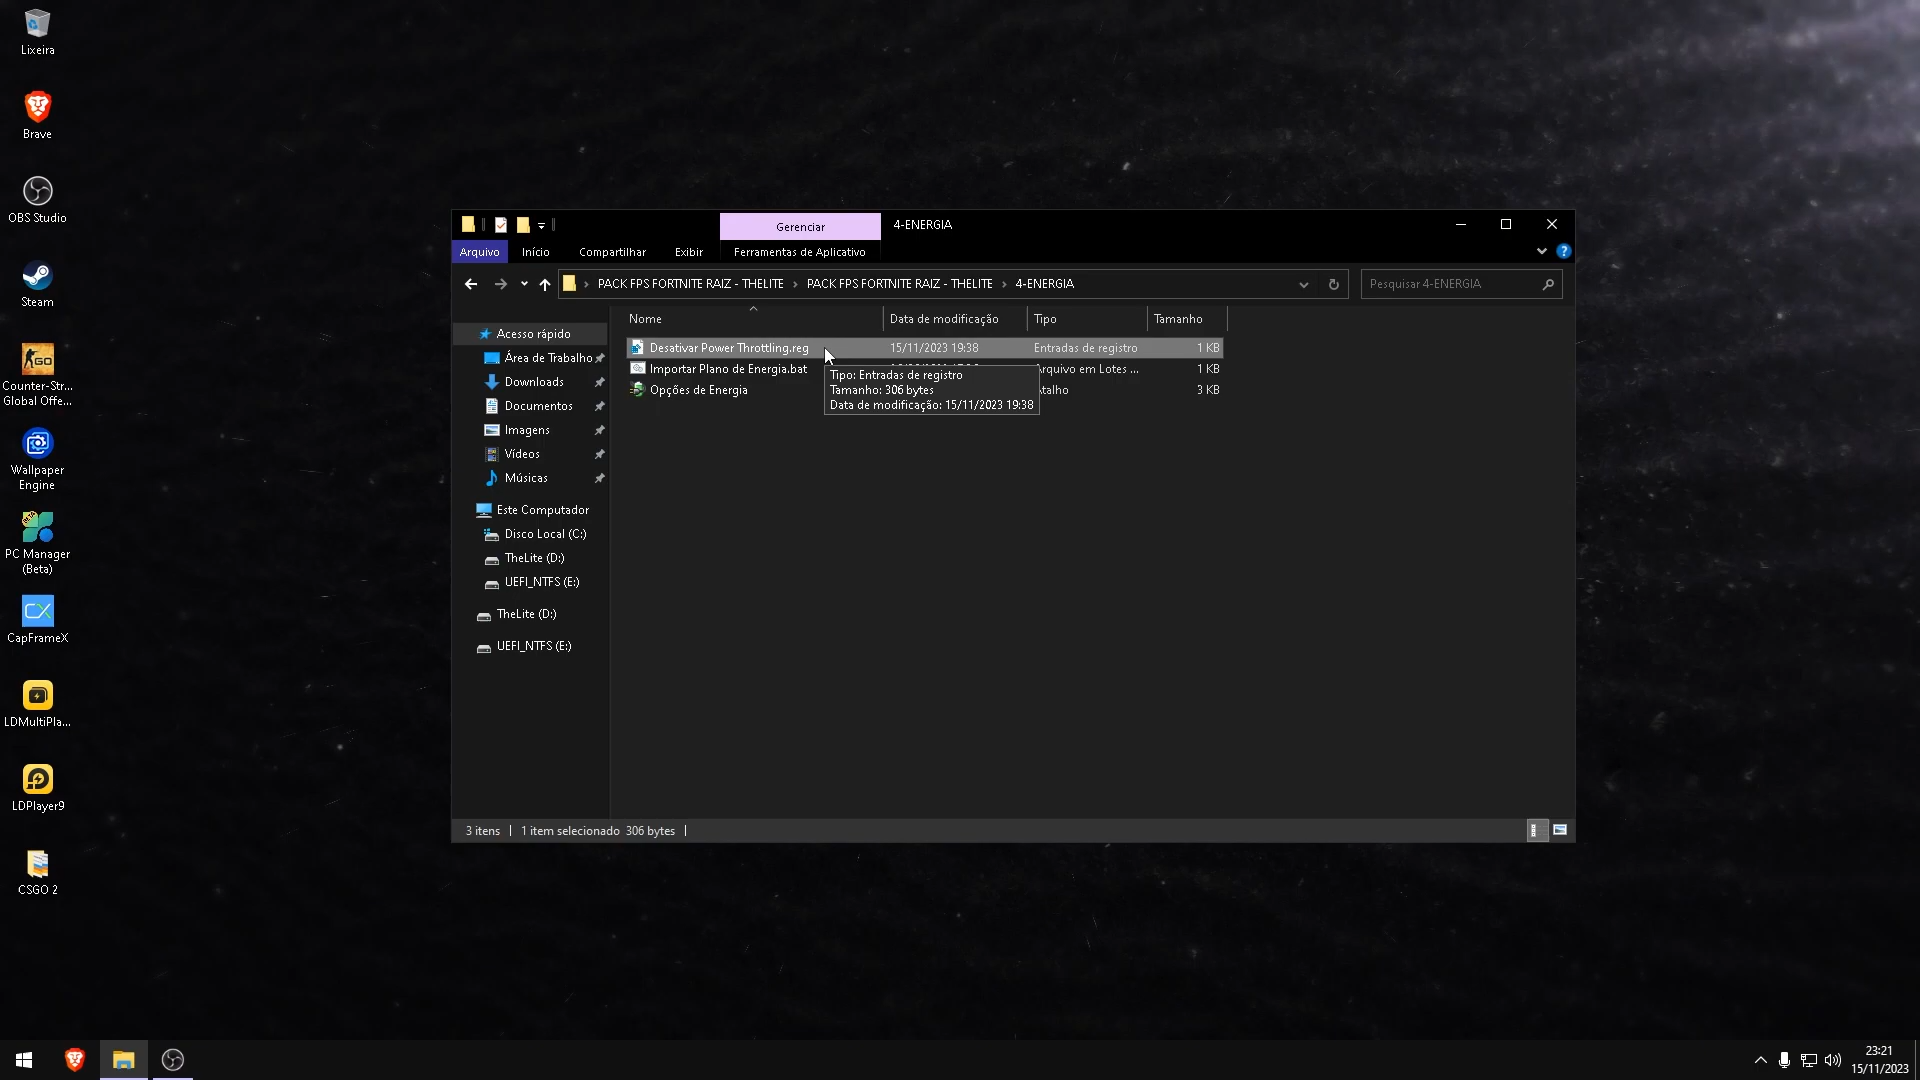 Lixeira
Brave
OBS Studio
Steam
Counter-Str...
Global Offe...
Wallpaper
Engine
PC Manager
(Beta)
CapFrameX
LDMultiPla...
LDPlayer9
CSGO 2
Gerenciar
4-ENERGIA
Arquivo
Início
Compartilhar
Exibir
Ferramentas de Aplicativo
PACK FPS FORTNITE RAIZ - THELITE › PACK FPS FORTNITE RAIZ - THELITE › 4-ENERGIA
Pesquisar 4-ENERGIA
Nome Data de modificação Tipo Tamanho
Desativar Power Throttling.reg 15/11/2023 19:38 Entradas de registro 1 KB
Importar Plano de Energia.bat Arquivo em Lotes ... 1 KB
Opções de Energia Atalho 3 KB
Tipo: Entradas de registro
Tamanho: 306 bytes
Data de modificação: 15/11/2023 19:38
Acesso rápido
Área de Trabalho
Downloads
Documentos
Imagens
Vídeos
Músicas
Este Computador
Disco Local (C:)
TheLite (D:)
UEFI_NTFS (E:)
TheLite (D:)
UEFI_NTFS (E:)
3 itens
1 item selecionado 306 bytes
23:21
15/11/2023